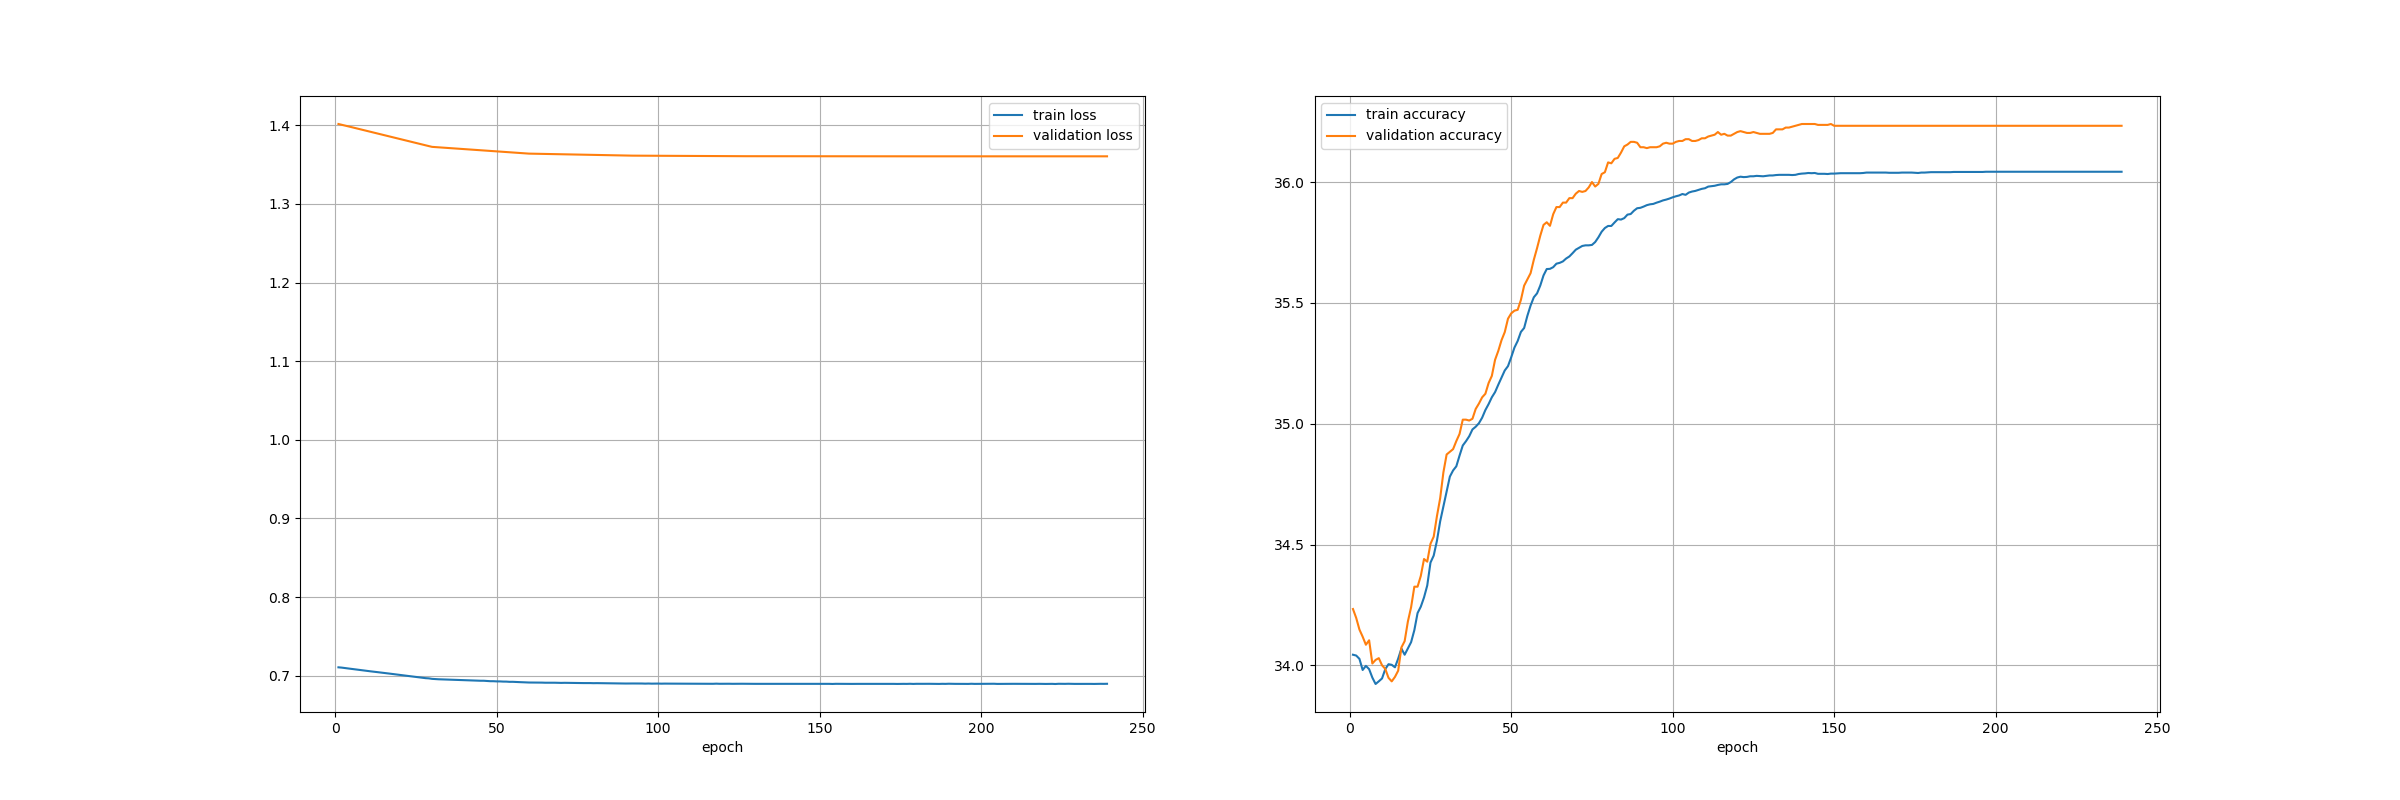 train loss
validation loss
1.4
1.3
1.2
1.1
1.0
0.9
0.8
0.7
0 50 100 150 200 250
epoch
train accuracy
validation accuracy
36.0
35.5
35.0
34.5
34.0
0 50 100 150 200 250
epoch